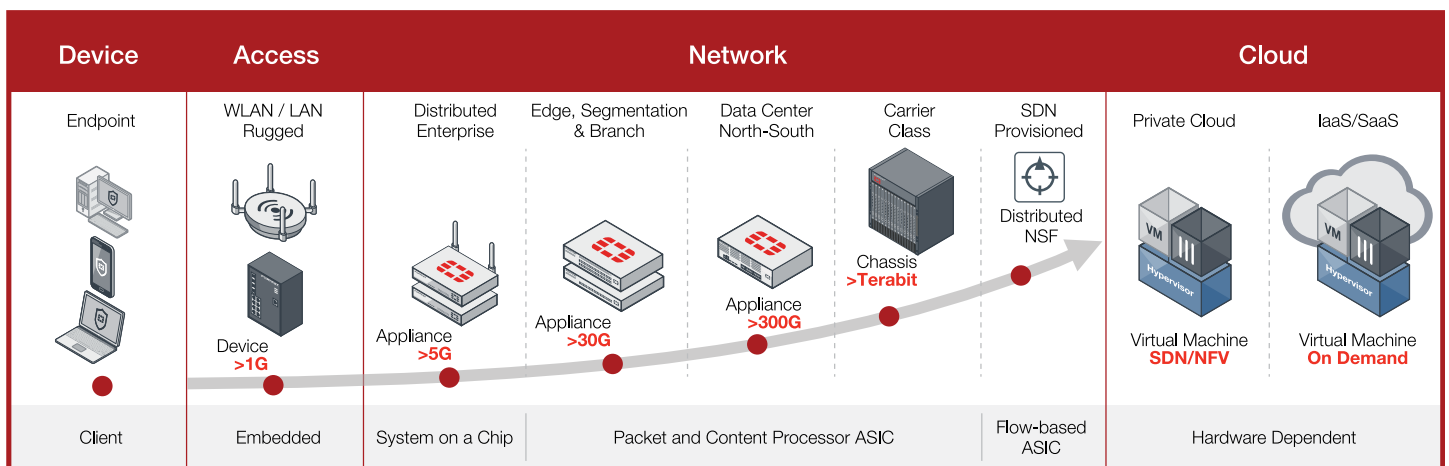 Device
Access
Network
Cloud
Endpoint
WLAN / LAN
Rugged
Distributed
Enterprise
Edge, Segmentation
& Branch
Data Center
North-South
Carrier
Class
SDN
Provisioned
Private Cloud
IaaS/SaaS
Device
>1G
Appliance
>5G
Appliance
>30G
Appliance
>300G
Chassis
>Terabit
Distributed
NSF
VM
Hypervisor
Virtual Machine
SDN/NFV
VM
Hypervisor
Virtual Machine
On Demand
Client
Embedded
System on a Chip
Packet and Content Processor ASIC
Flow-based
ASIC
Hardware Dependent